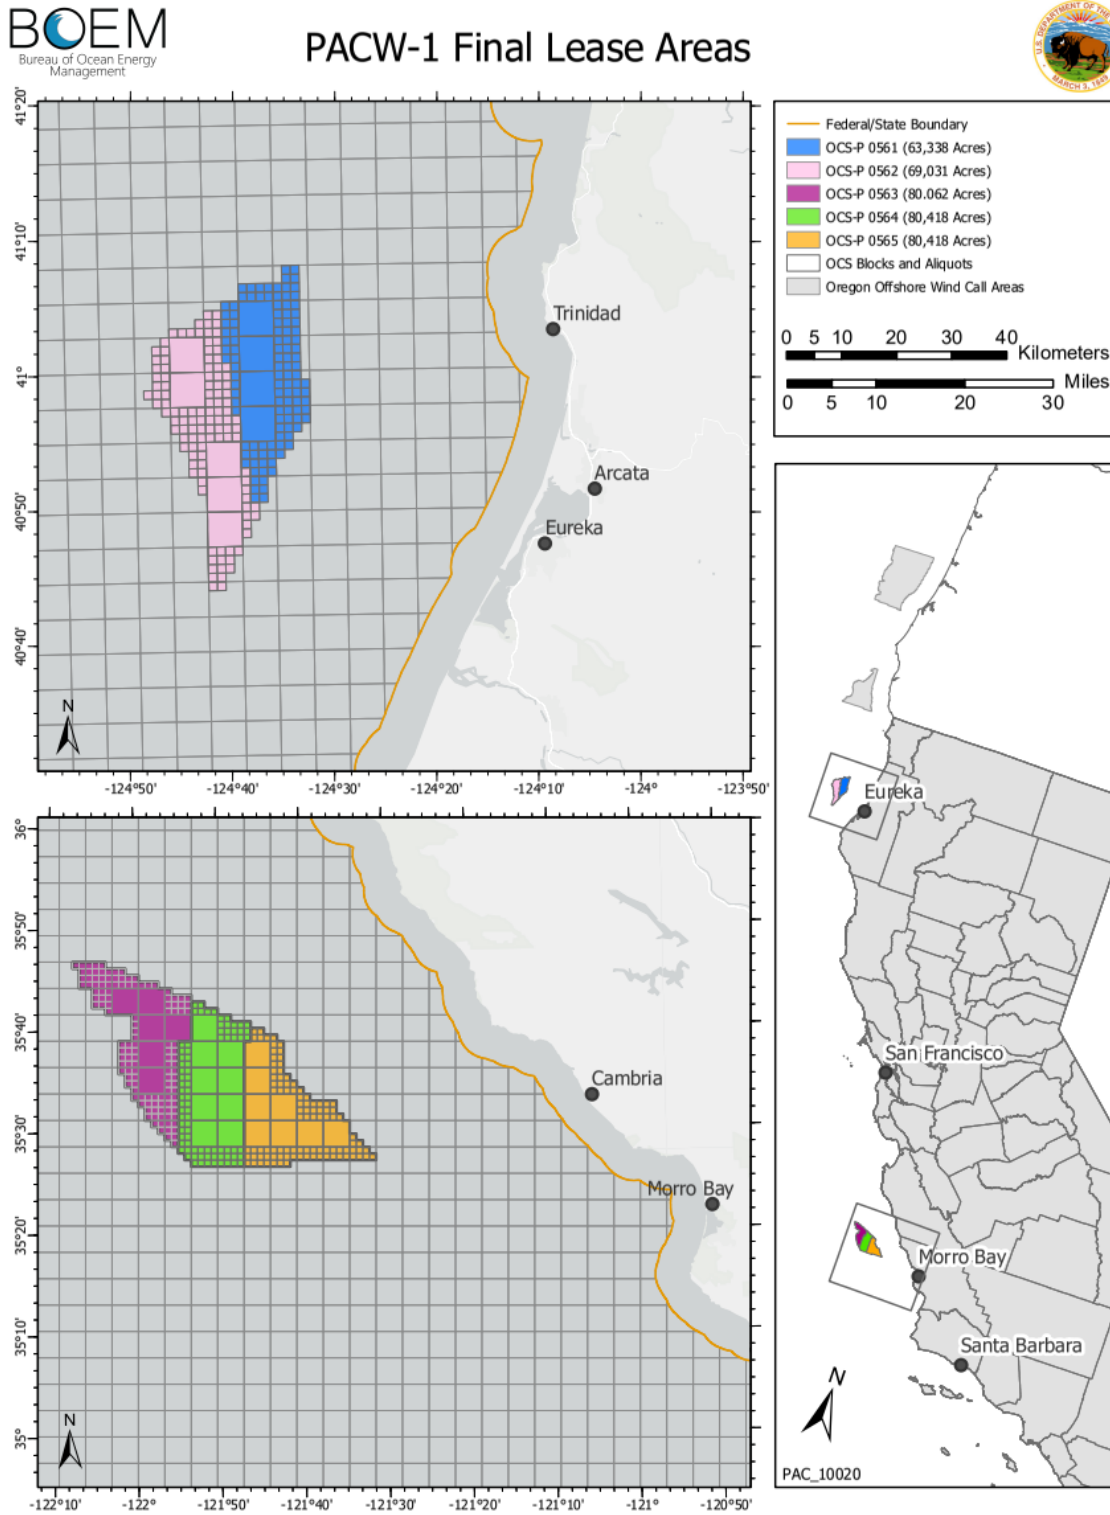 BOEM
Bureau of Ocean Energy
Management
PACW-1 Final Lease Areas
U.S. DEPARTMENT OF THE
MARCH 3, 1849
41°20'
41°10'
41°
40°50'
40°40'
Trinidad
Arcata
Eureka
N
-124°50'
-124°40'
-124°30'
-124°20'
-124°10'
-124°
-123°50'
Federal/State Boundary
OCS-P 0561 (63,338 Acres)
OCS-P 0562 (69,031 Acres)
OCS-P 0563 (80.062 Acres)
OCS-P 0564 (80,418 Acres)
OCS-P 0565 (80,418 Acres)
OCS Blocks and Aliquots
Oregon Offshore Wind Call Areas
0 5 10 20 30 40
Kilometers
Miles
0 5 10 20 30
36°
35°50'
35°40'
35°30'
35°20'
35°10'
35°
Cambria
Morro Bay
N
-122°10'
-122°
-121°50'
-121°40'
-121°30'
-121°20'
-121°10'
-121°
-120°50'
Eureka
San Francisco
Morro Bay
Santa Barbara
N
PAC_10020